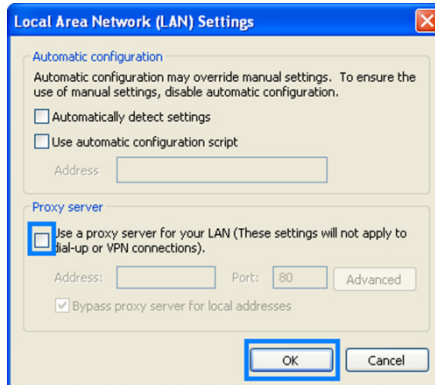 Local Area Network (LAN) Settings
Automatic configuration
Automatic configuration may override manual settings. To ensure the
use of manual settings, disable automatic configuration.
Automatically detect settings
Use automatic configuration script
Address
Proxy server
Use a proxy server for your LAN (These settings will not apply to
dial-up or VPN connections).
Address:
Port: 80
Advanced
Bypass proxy server for local addresses
OK
Cancel